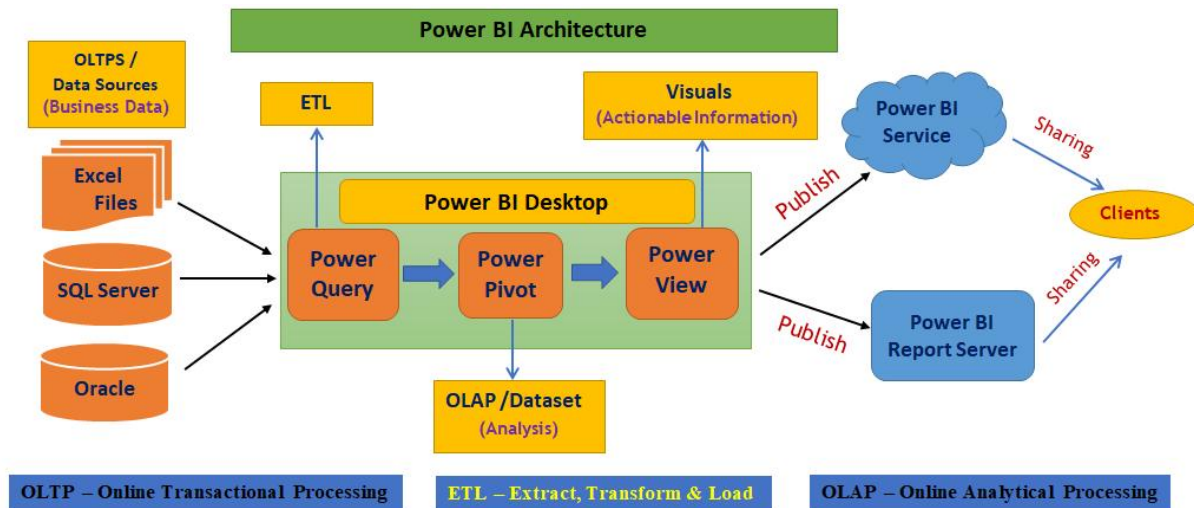 Power BI Architecture
OLTPS /
Data Sources
(Business Data)
ETL
Visuals
(Actionable Information)
Power BI
Service
Sharing
Excel
Files
Power BI Desktop
Publish
Clients
Power
Query
Power
Pivot
Power
View
SQL Server
Sharing
Publish
Power BI
Report Server
Oracle
OLAP /Dataset
(Analysis)
OLTP – Online Transactional Processing
ETL – Extract, Transform & Load
OLAP – Online Analytical Processing